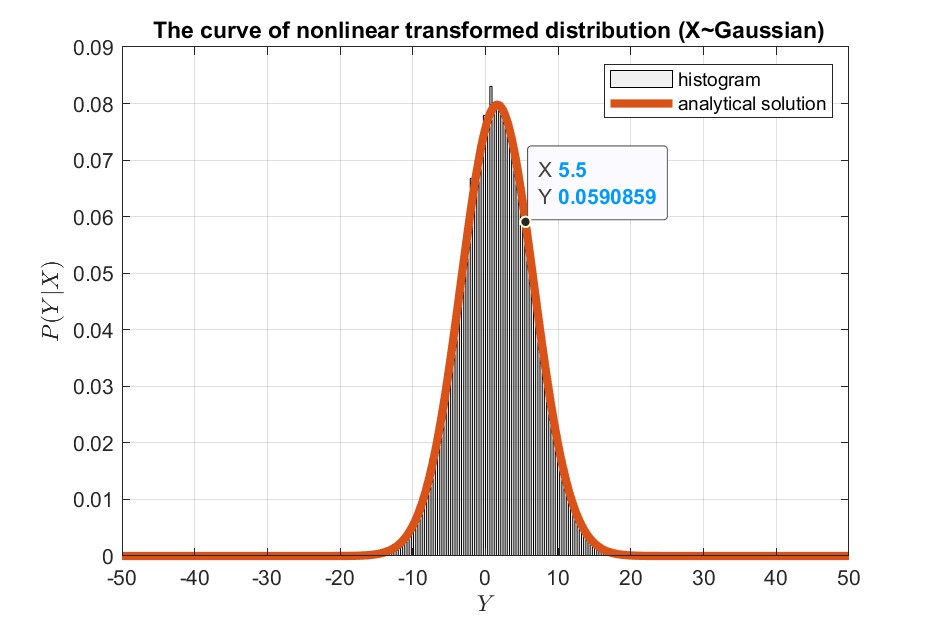 The curve of nonlinear transformed distribution (X~Gaussian)
histogram
analytical solution
X 5.5
Y 0.0590859
0.09
0.08
0.07
0.06
0.05
0.04
0.03
0.02
0.01
0
P(Y|X)
-50 -40 -30 -20 -10 0 10 20 30 40 50
Y